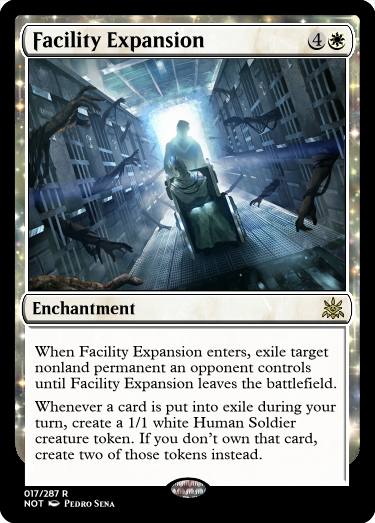 Facility Expansion 4
Enchantment
When Facility Expansion enters, exile target
nonland permanent an opponent controls
until Facility Expansion leaves the battlefield.
Whenever a card is put into exile during your
turn, create a 1/1 white Human Soldier
creature token. If you don't own that card,
create two of those tokens instead.
017/287 R
NOT Pedro Sena